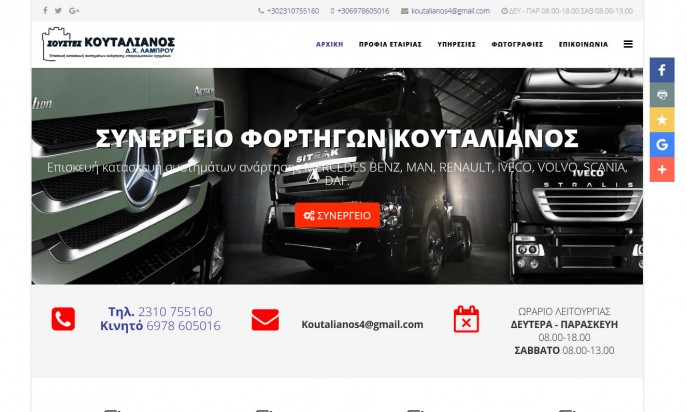 +302310755160 +306978605016 koutalianos4@gmail.com ΔΕΥ - ΠΑΡ 08.00-18.00 ΣΑΒ 08.00-13.00
ΣΟΥΣΤΕΣ ΚΟΥΤΑΛΙΑΝΟΣ
Δ.Χ. ΛΑΜΠΡΟΥ
Επισκευή κατασκευή συστημάτων ανάρτησης επαγγελματικών οχημάτων
ΑΡΧΙΚΗ ΠΡΟΦΙΛ ΕΤΑΙΡΙΑΣ ΥΠΗΡΕΣΙΕΣ ΦΩΤΟΓΡΑΦΙΕΣ ΕΠΙΚΟΙΝΩΝΙΑ
ΣΥΝΕΡΓΕΙΟ ΦΟΡΤΗΓΩΝ ΚΟΥΤΑΛΙΑΝΟΣ
SITRAK
Επισκευή κατασκευή συστημάτων ανάρτησης MERCEDES BENZ, MAN, RENAULT, IVECO, VOLVO, SCANIA,
DAF.
IVECO
STRALIS
ΣΥΝΕΡΓΕΙΟ
Τηλ. 2310 755160
Κινητό 6978 605016
Koutalianos4@gmail.com
ΩΡΑΡΙΟ ΛΕΙΤΟΥΡΓΙΑΣ
ΔΕΥΤΕΡΑ - ΠΑΡΑΣΚΕΥΗ
08.00-18.00
ΣΑΒΒΑΤΟ 08.00-13.00